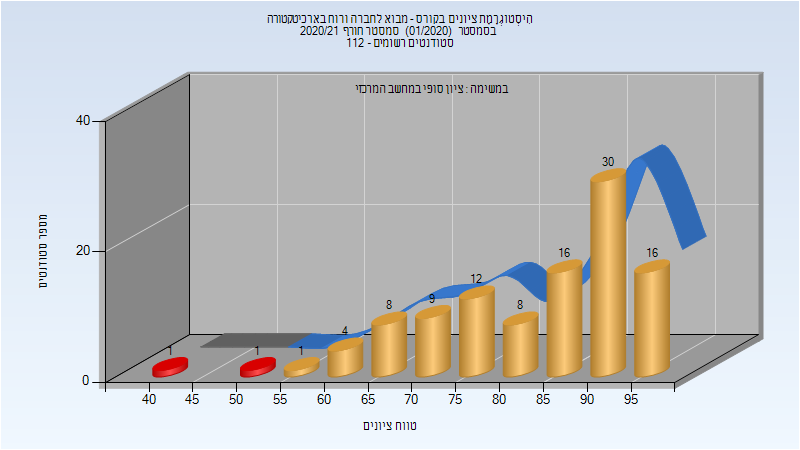 היסטוגרמת ציונים בקורס - מבוא לחברה ורוח בארכיטקטורה
בסמסטר (01/2020) סמסטר חורף 2020/21
סטודנטים רשומים - 112
במשימה : ציון סופי במחשב המרכזי
מספר סטודנטים
40
20
0
1
1
1
4
8
9
12
8
16
30
16
40 45 50 55 60 65 70 75 80 85 90 95
טווח ציונים